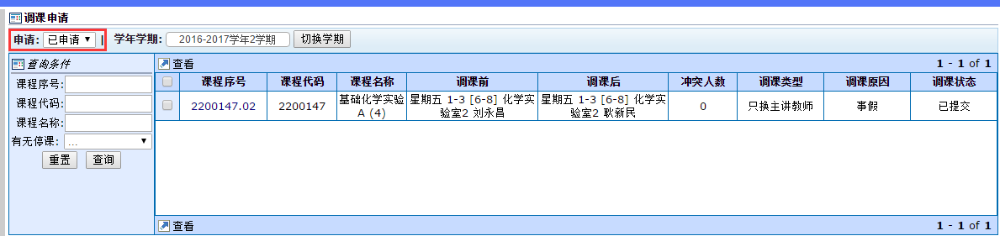 调课申请
申请: 已申请 | 学年学期: 2016-2017学年2学期 切换学期
查询条件
课程序号:
课程代码:
课程名称:
有无停课: ...
重置 查询
查看 1 - 1 of 1
课程序号 课程代码 课程名称 调课前 调课后 冲突人数 调课类型 调课原因 调课状态
2200147.02 2200147 基础化学实验A (4) 星期五 1-3 [6-8] 化学实验室2 刘永昌 星期五 1-3 [6-8] 化学实验室2 耿新民 0 只换主讲教师 事假 已提交
查看 1 - 1 of 1